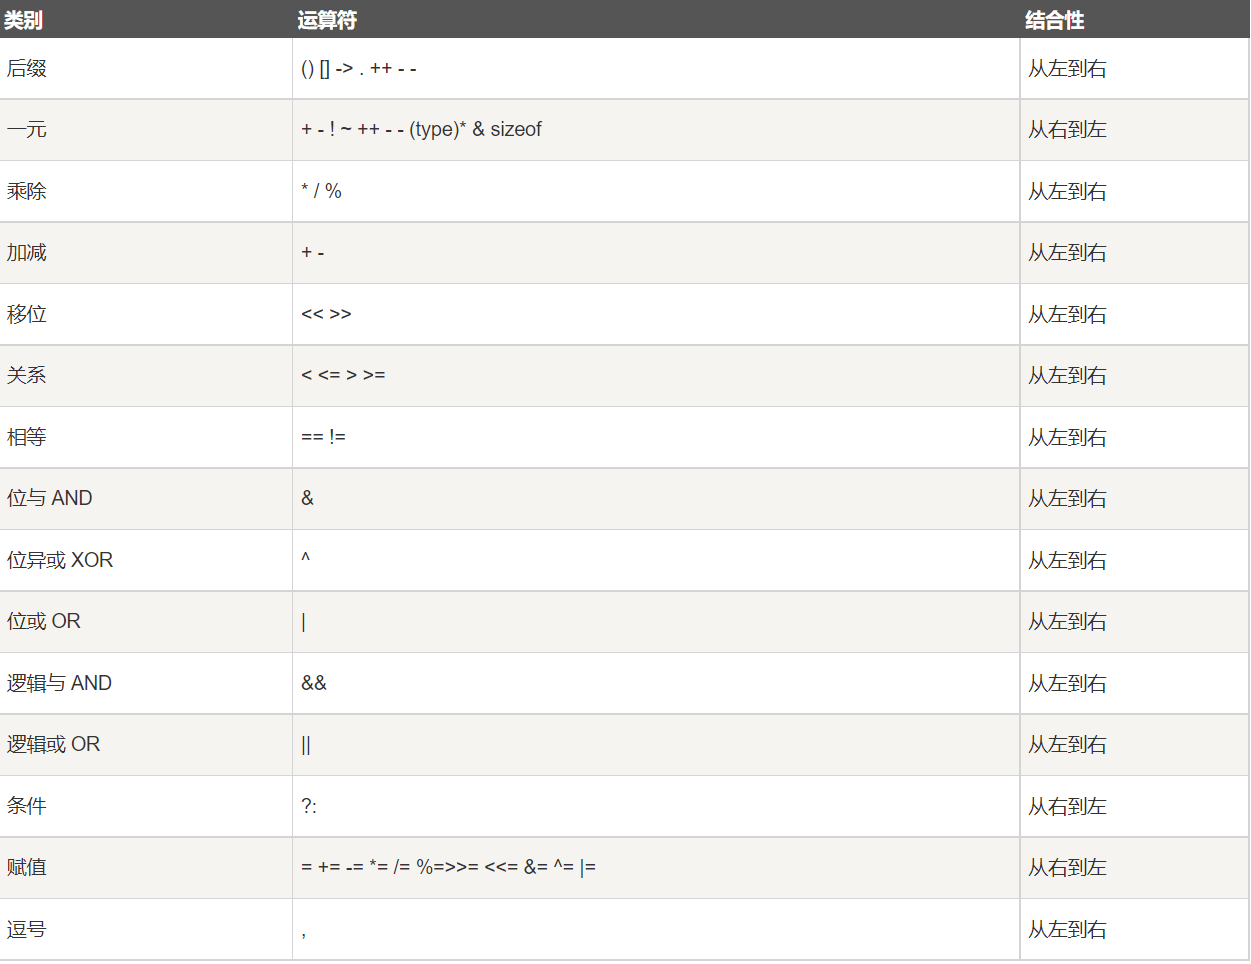 类别 运算符 结合性
后缀 () [] -> . ++ - - 从左到右
一元 + - ! ~ ++ - - (type)* & sizeof 从右到左
乘除 * / % 从左到右
加减 + - 从左到右
移位 << >> 从左到右
关系 < <= > >= 从左到右
相等 == != 从左到右
位与 AND & 从左到右
位异或 XOR ^ 从左到右
位或 OR | 从左到右
逻辑与 AND && 从左到右
逻辑或 OR || 从左到右
条件 ?: 从右到左
赋值 = += -= *= /= %=>>= <<= &= ^= |= 从右到左
逗号 , 从左到右